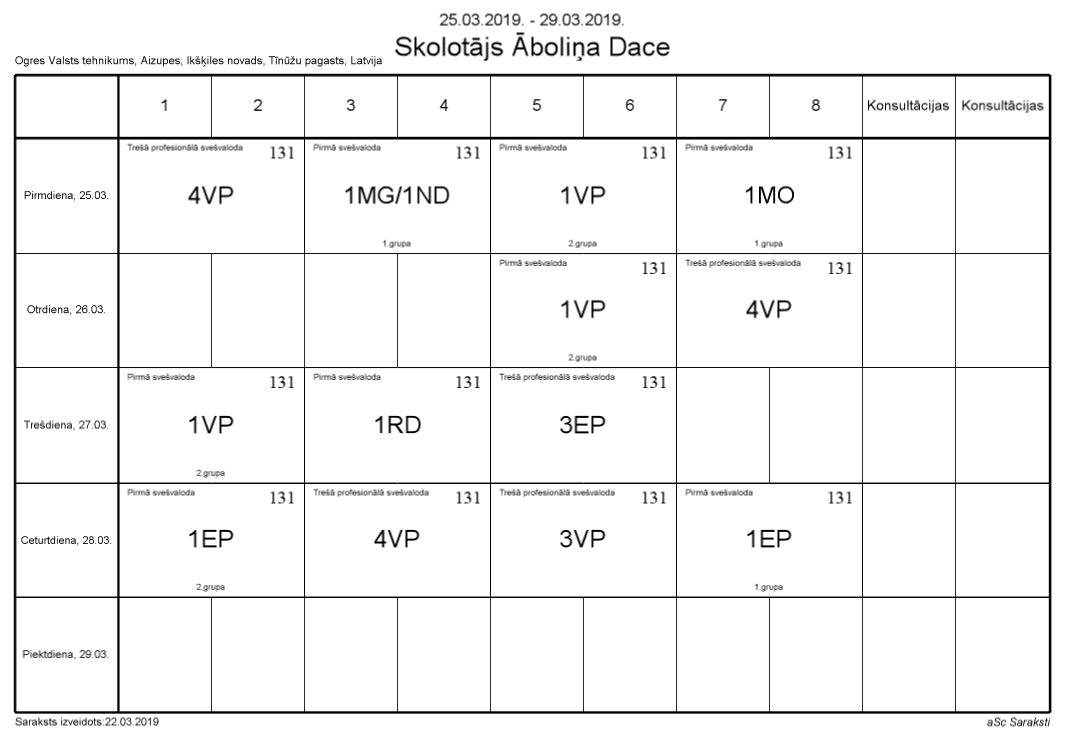 25.03.2019. - 29.03.2019.
Skolotājs Āboliņa Dace
Ogres Valsts tehnikums, Aizupes, Ikšķiles novads, Tīnūžu pagasts, Latvija
1 2 3 4 5 6 7 8 Konsultācijas Konsultācijas
Trešā profesionālā svešvaloda 131 Pirmā svešvaloda 131 Pirmā svešvaloda 131 Pirmā svešvaloda 131
Pirmdiena, 25.03. 4VP 1MG/1ND 1VP 1MO
1.grupa 2.grupa 1.grupa
Pirmā svešvaloda 131 Trešā profesionālā svešvaloda 131
Otrdiena, 26.03. 1VP 4VP
2.grupa
Pirmā svešvaloda 131 Pirmā svešvaloda 131 Trešā profesionālā svešvaloda 131
Trešdiena, 27.03. 1VP 1RD 3EP
2.grupa
Pirmā svešvaloda 131 Trešā profesionālā svešvaloda 131 Trešā profesionālā svešvaloda 131 Pirmā svešvaloda 131
Ceturtdiena, 28.03. 1EP 4VP 3VP 1EP
2.grupa 1.grupa
Piektdiena, 29.03.
Saraksts izveidots:22.03.2019 aSc Saraksti